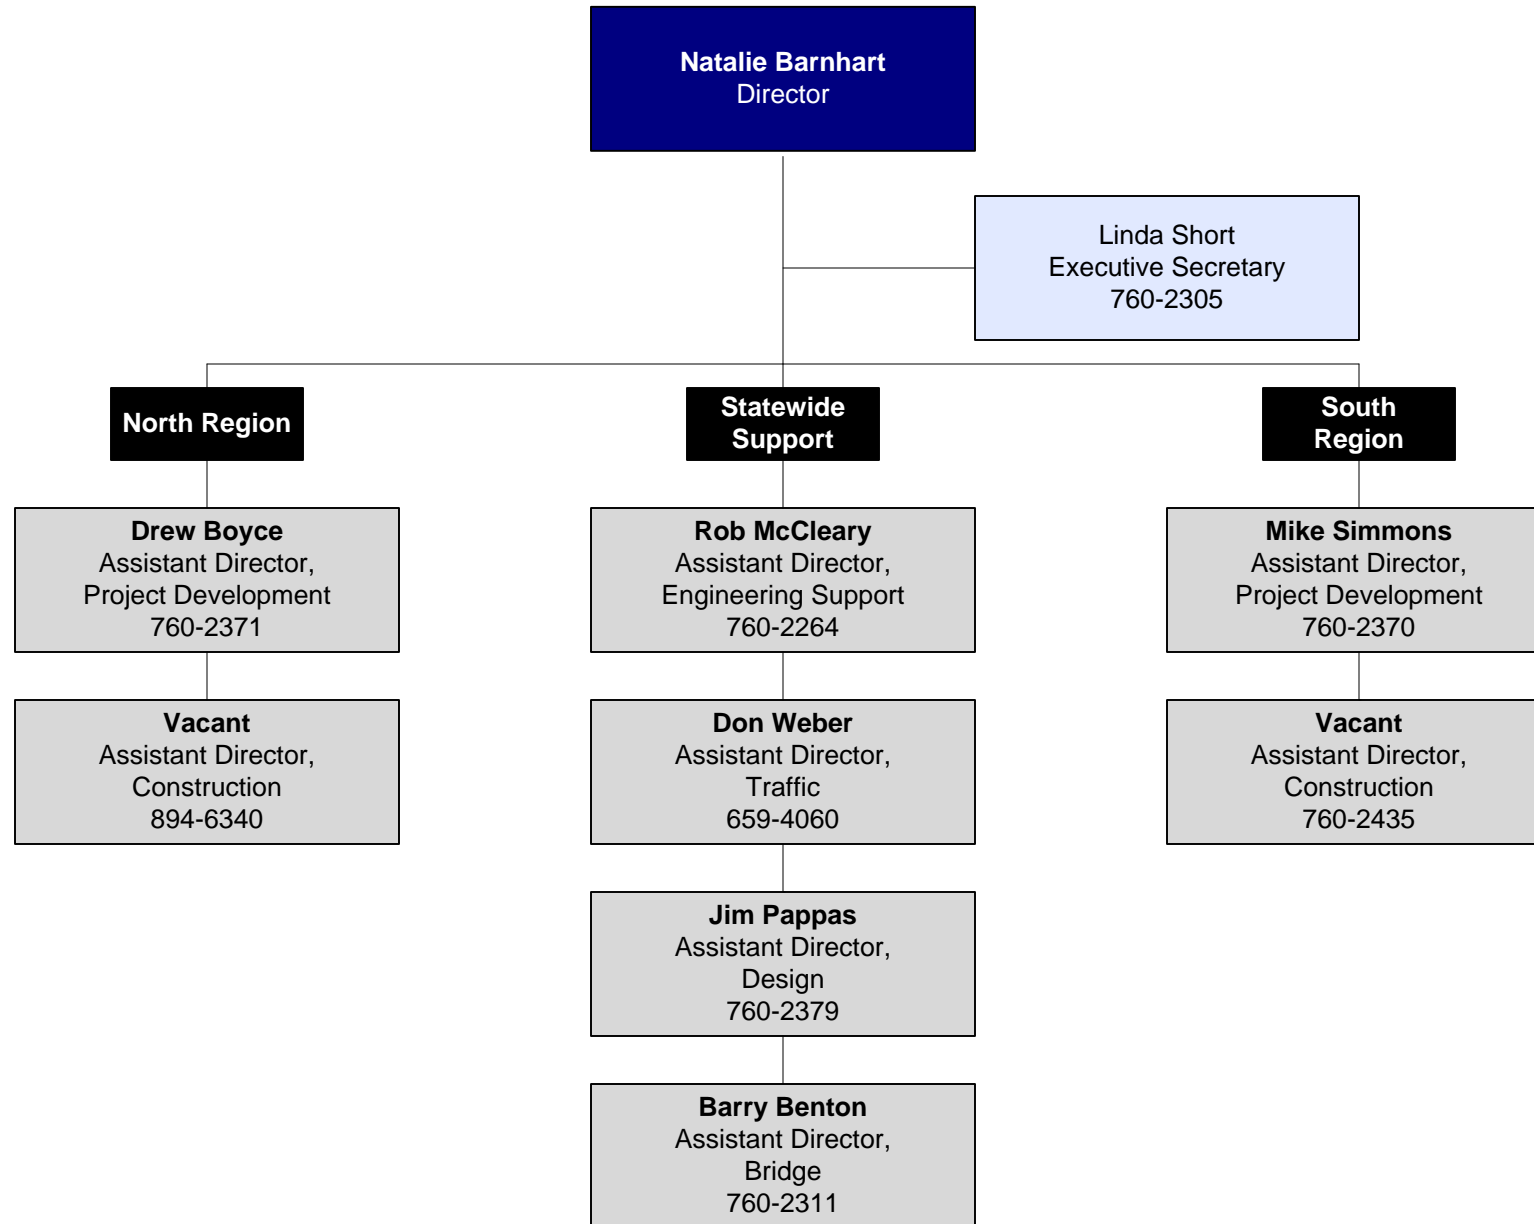 Natalie Barnhart
Director
Linda Short
Executive Secretary
760-2305
North Region
Statewide
Support
South
Region
Drew Boyce
Assistant Director,
Project Development
760-2371
Vacant
Assistant Director,
Construction
894-6340
Rob McCleary
Assistant Director,
Engineering Support
760-2264
Don Weber
Assistant Director,
Traffic
659-4060
Jim Pappas
Assistant Director,
Design
760-2379
Barry Benton
Assistant Director,
Bridge
760-2311
Mike Simmons
Assistant Director,
Project Development
760-2370
Vacant
Assistant Director,
Construction
760-2435